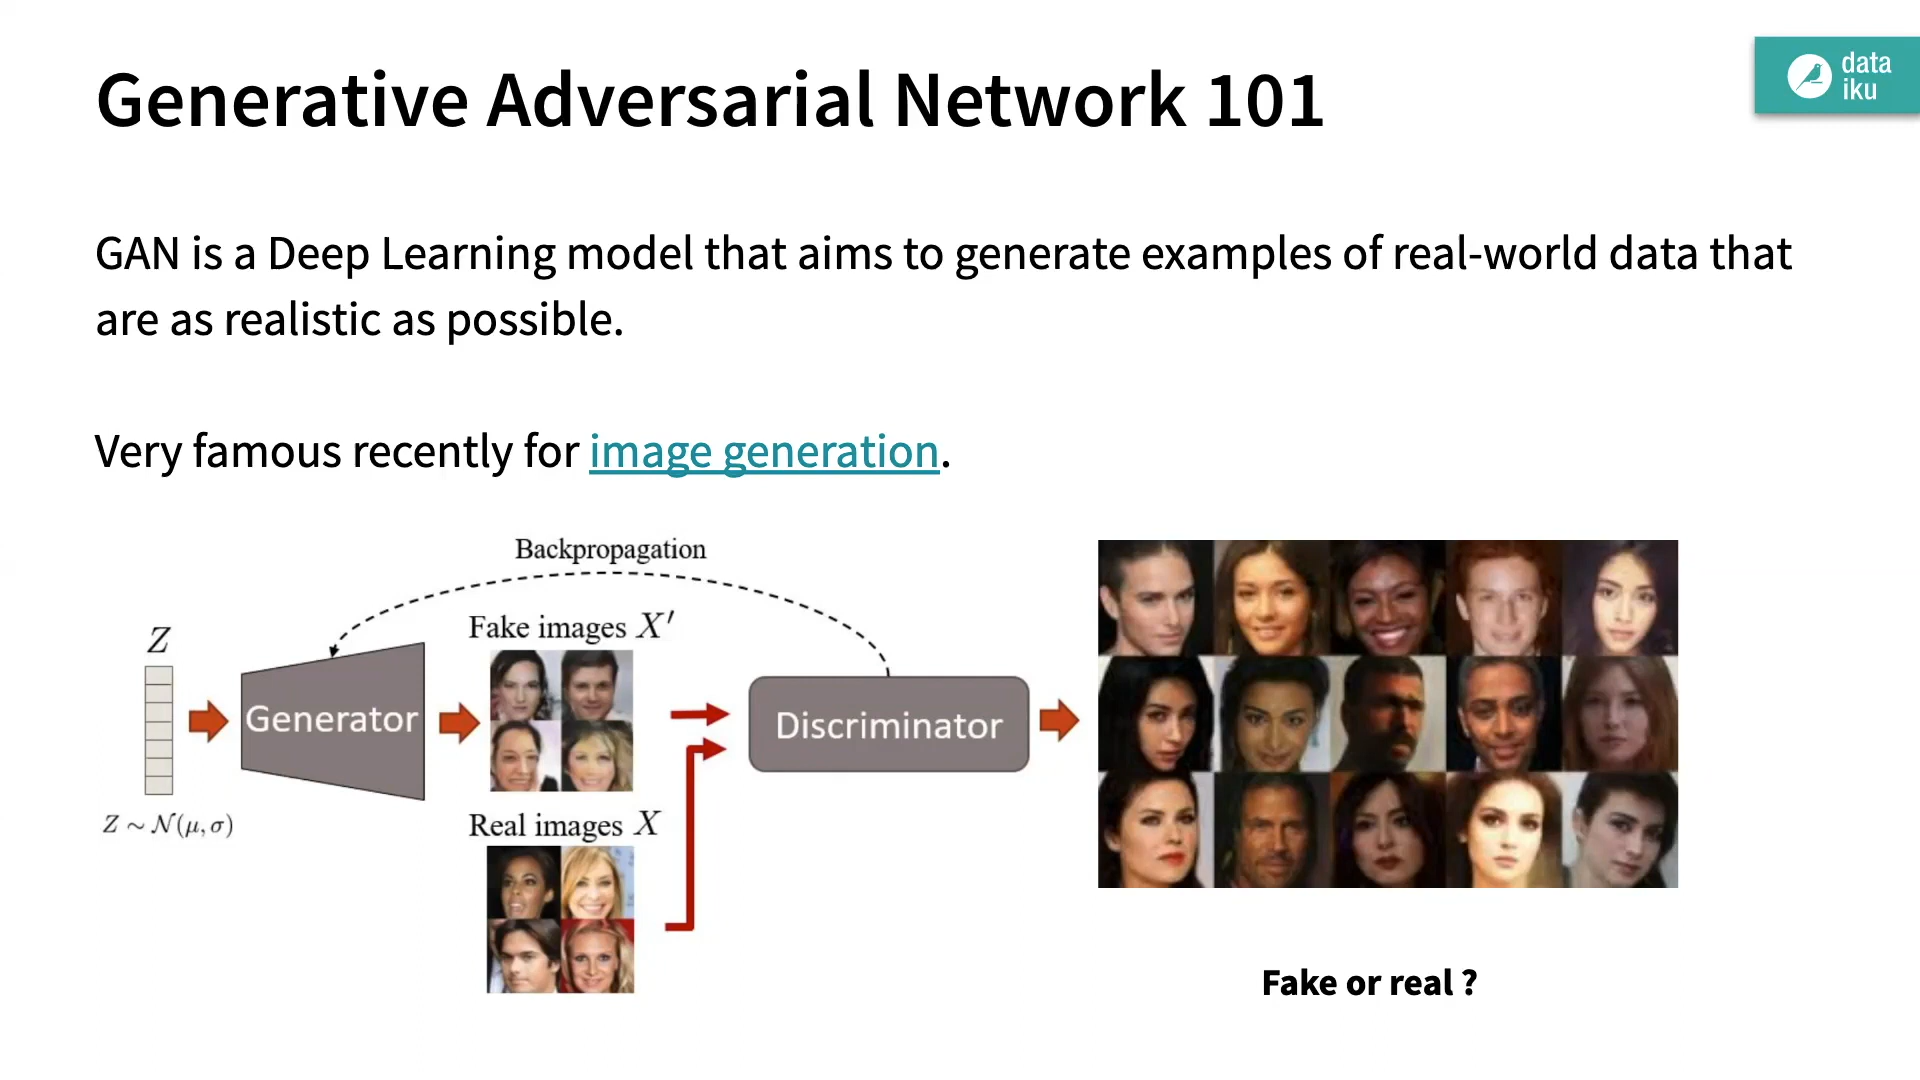 Generative Adversarial Network 101
data
iku
GAN is a Deep Learning model that aims to generate examples of real-world data that
are as realistic as possible.
Very famous recently for image generation.
Backpropagation
Z
Fake images X′
Generator
Discriminator
Z ~ N(μ, σ)
Real images X
Fake or real ?